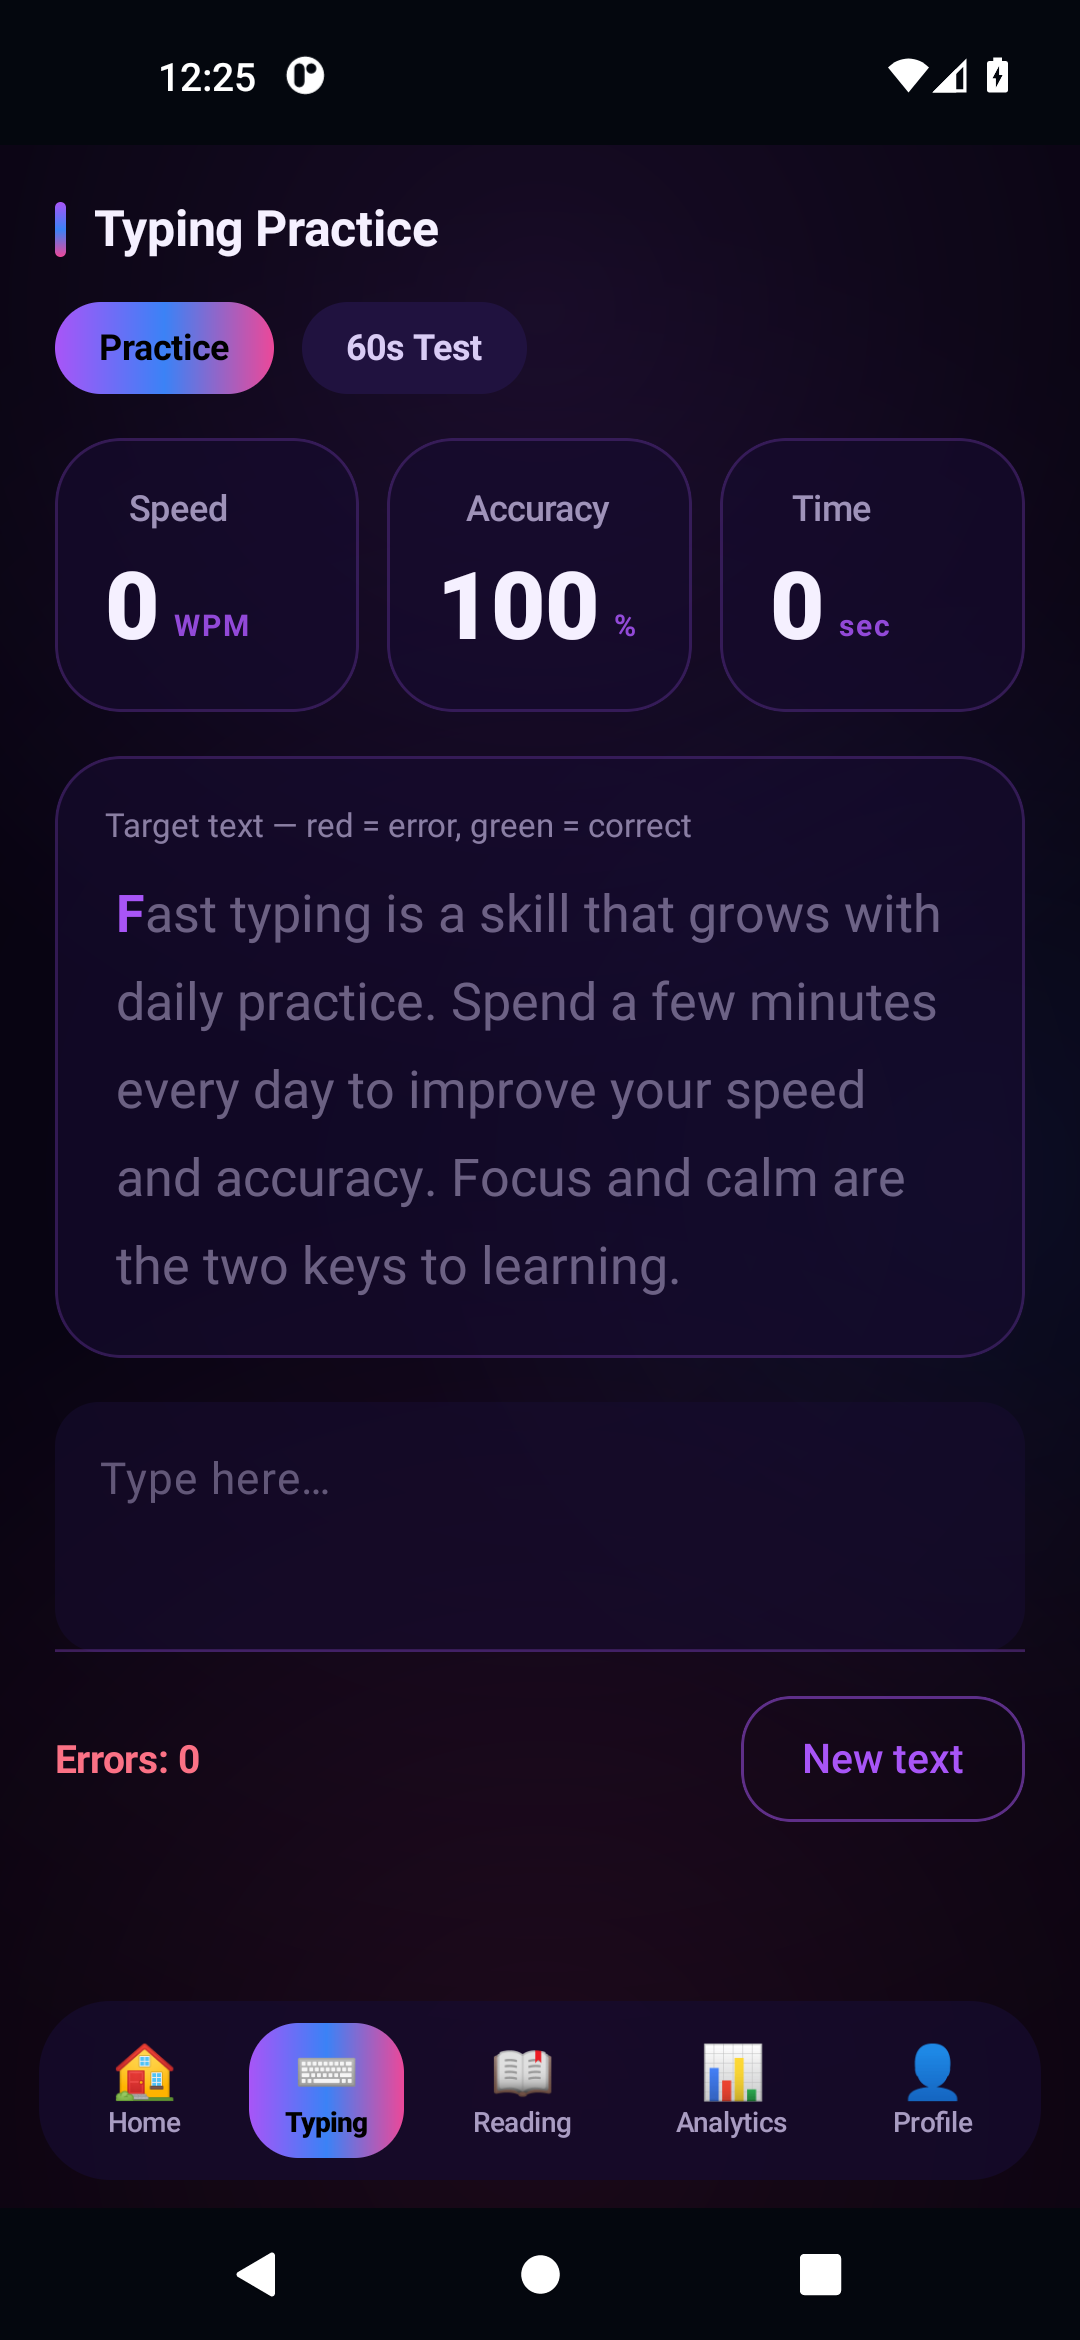 12:25
Typing Practice
Practice
60s Test
Speed
0 WPM
Accuracy
100 %
Time
0 sec
Target text — red = error, green = correct
Fast typing is a skill that grows with
daily practice. Spend a few minutes
every day to improve your speed
and accuracy. Focus and calm are
the two keys to learning.
Type here…
Errors: 0
New text
Home
Typing
Reading
Analytics
Profile